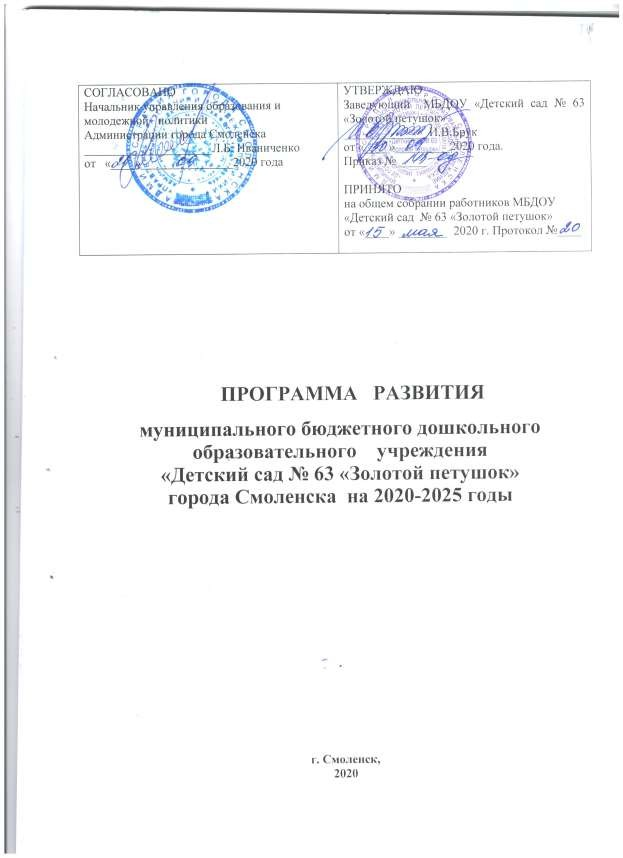 СОГЛАСОВАНО
Начальник управления образования и
молодежной политики
Администрации города Смоленска
Л.Б. Иваниченко
от « » 2020 года
УТВЕРЖДАЮ
Заведующий МБДОУ «Детский сад № 63
«Золотой петушок»
И.В.Брук
от « » 2020 года.
Приказ №
ПРИНЯТО
на общем собрании работников МБДОУ
«Детский сад № 63 «Золотой петушок»
от «15» мая 2020 г. Протокол № 20
ПРОГРАММА РАЗВИТИЯ
муниципального бюджетного дошкольного
образовательного учреждения
«Детский сад № 63 «Золотой петушок»
города Смоленска на 2020-2025 годы
г. Смоленск,
2020